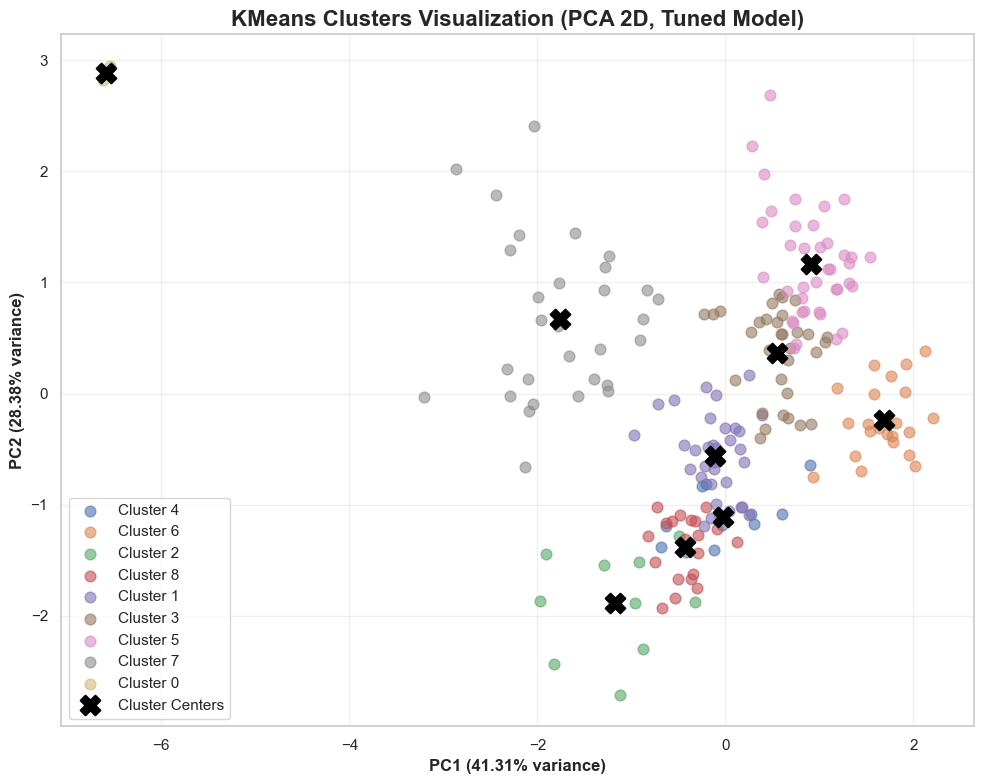 KMeans Clusters Visualization (PCA 2D, Tuned Model)
PC2 (28.38% variance)
3
2
1
0
−1
−2
Cluster 4
Cluster 6
Cluster 2
Cluster 8
Cluster 1
Cluster 3
Cluster 5
Cluster 7
Cluster 0
Cluster Centers
−6
−4
−2
0
2
PC1 (41.31% variance)